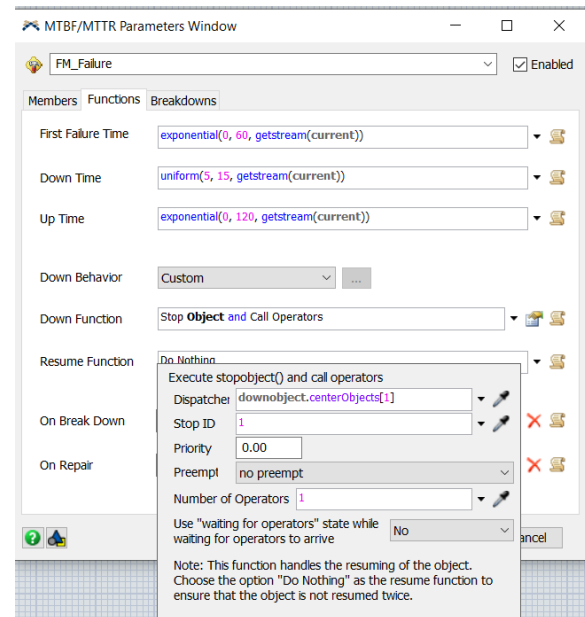 MTBF/MTTR Parameters Window
FM_Failure
Enabled
Members Functions Breakdowns
First Failure Time exponential(0, 60, getstream(current))
Down Time uniform(5, 15, getstream(current))
Up Time exponential(0, 120, getstream(current))
Down Behavior Custom ...
Down Function Stop Object and Call Operators
Resume Function Do Nothing
Execute stopobject() and call operators
Dispatcher downobject.centerObjects[1]
On Break Down
Stop ID 1
Priority 0.00
On Repair
Preempt no preempt
Number of Operators 1
Use "waiting for operators" state while
waiting for operators to arrive No
ancel
Note: This function handles the resuming of the object.
Choose the option "Do Nothing" as the resume function to
ensure that the object is not resumed twice.